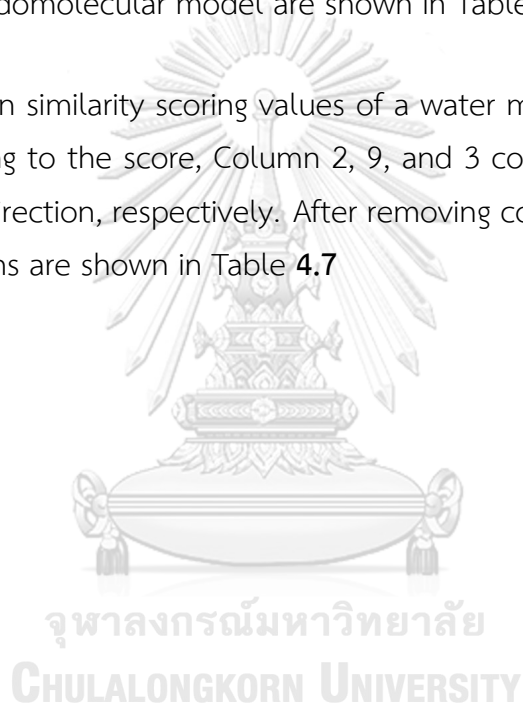 domolecular model are shown in Table
n similarity scoring values of a water m
g to the score, Column 2, 9, and 3 co
irection, respectively. After removing co
ns are shown in Table 4.7
จุฬาลงกรณ์มหาวิทยาลัย
CHULALONGKORN UNIVERSITY